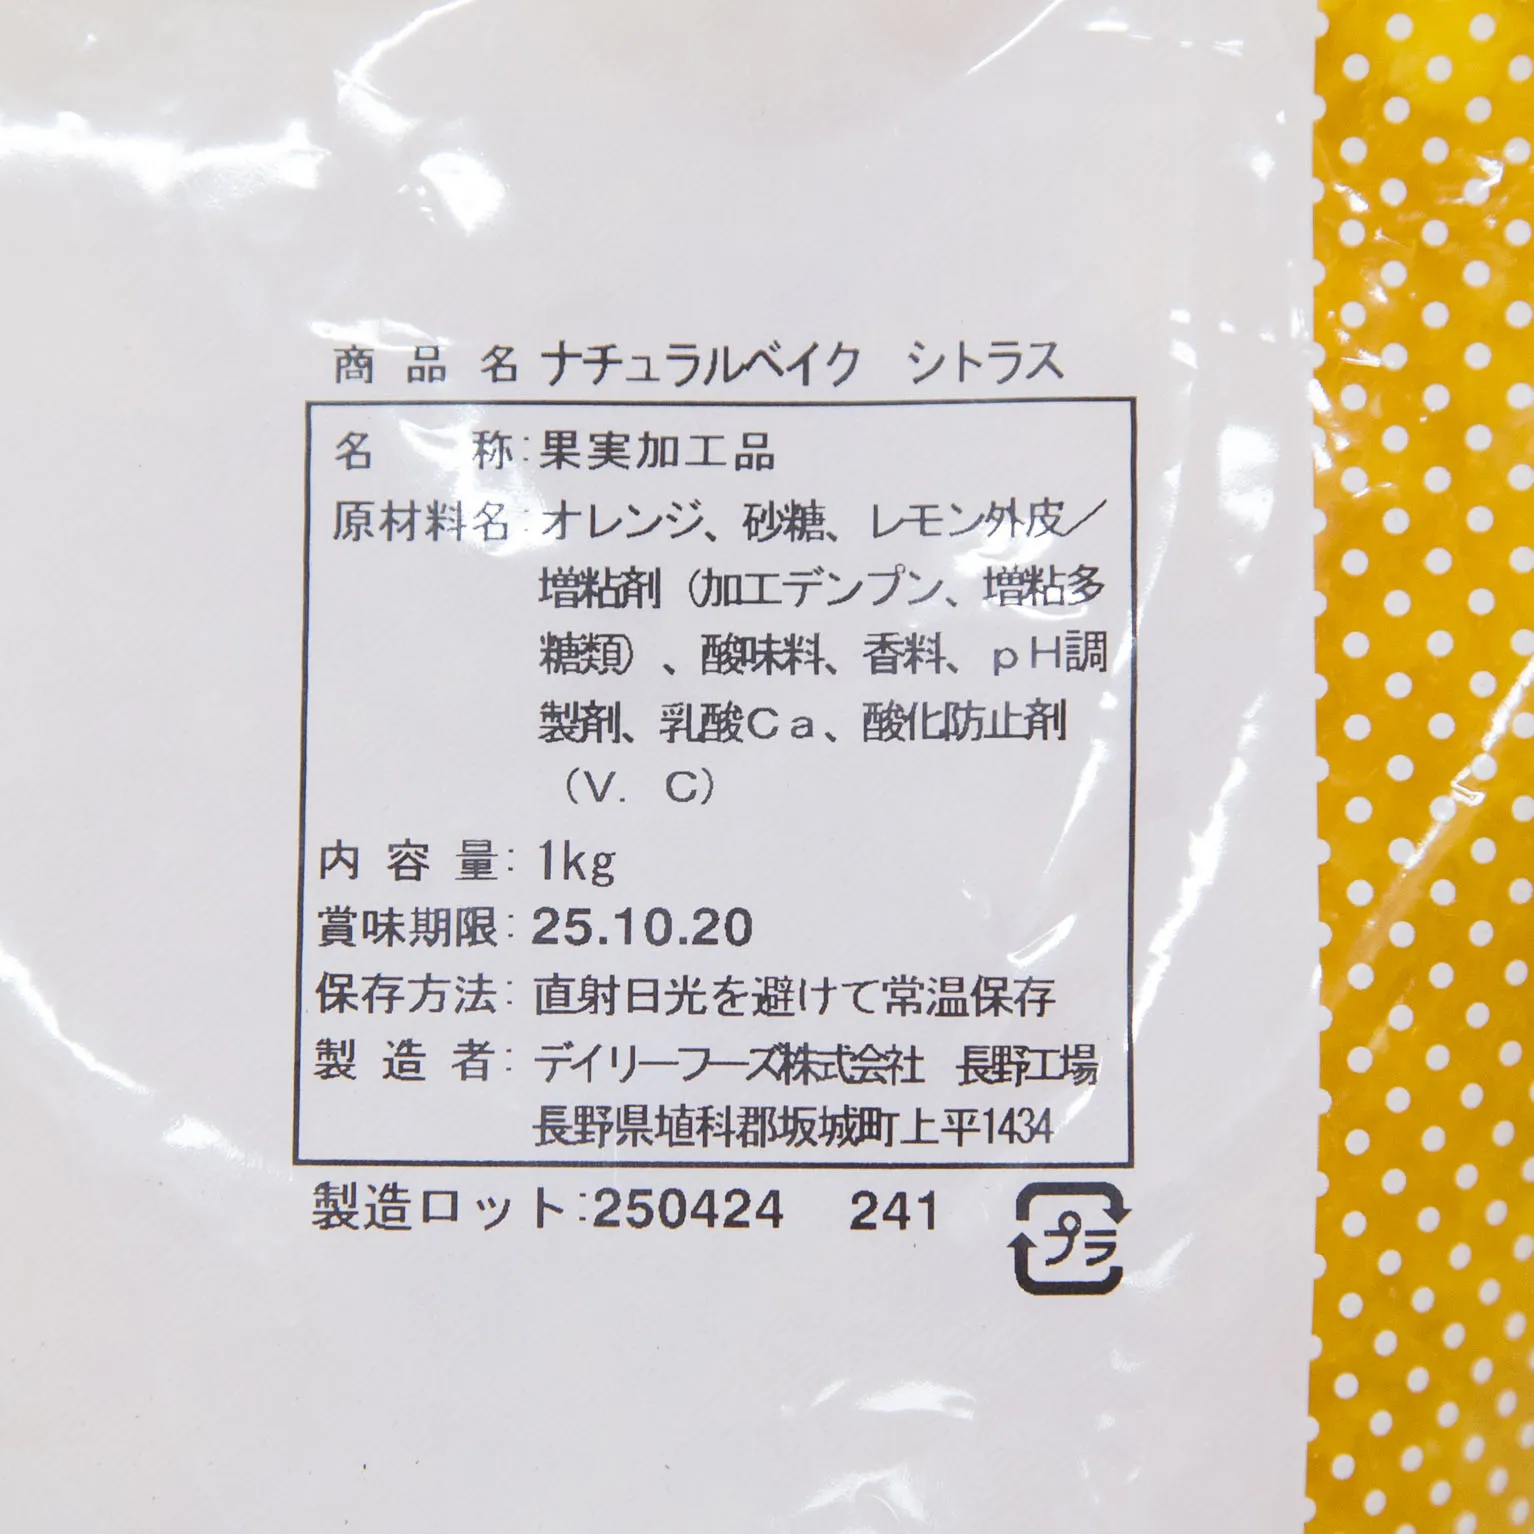 商品名 ナチュラルベイク シトラス
名称:果実加工品
原材料名:オレンジ、砂糖、レモン外皮／
増粘剤（加工デンプン、増粘多
糖類）、酸味料、香料、ｐＨ調
製剤、乳酸Ｃａ、酸化防止剤
（Ｖ．Ｃ）
内容量:1kg
賞味期限:25.10.20
保存方法:直射日光を避けて常温保存
製造者:デイリーフーズ株式会社 長野工場
長野県埴科郡坂城町上平1434
製造ロット:250424 241
プラ